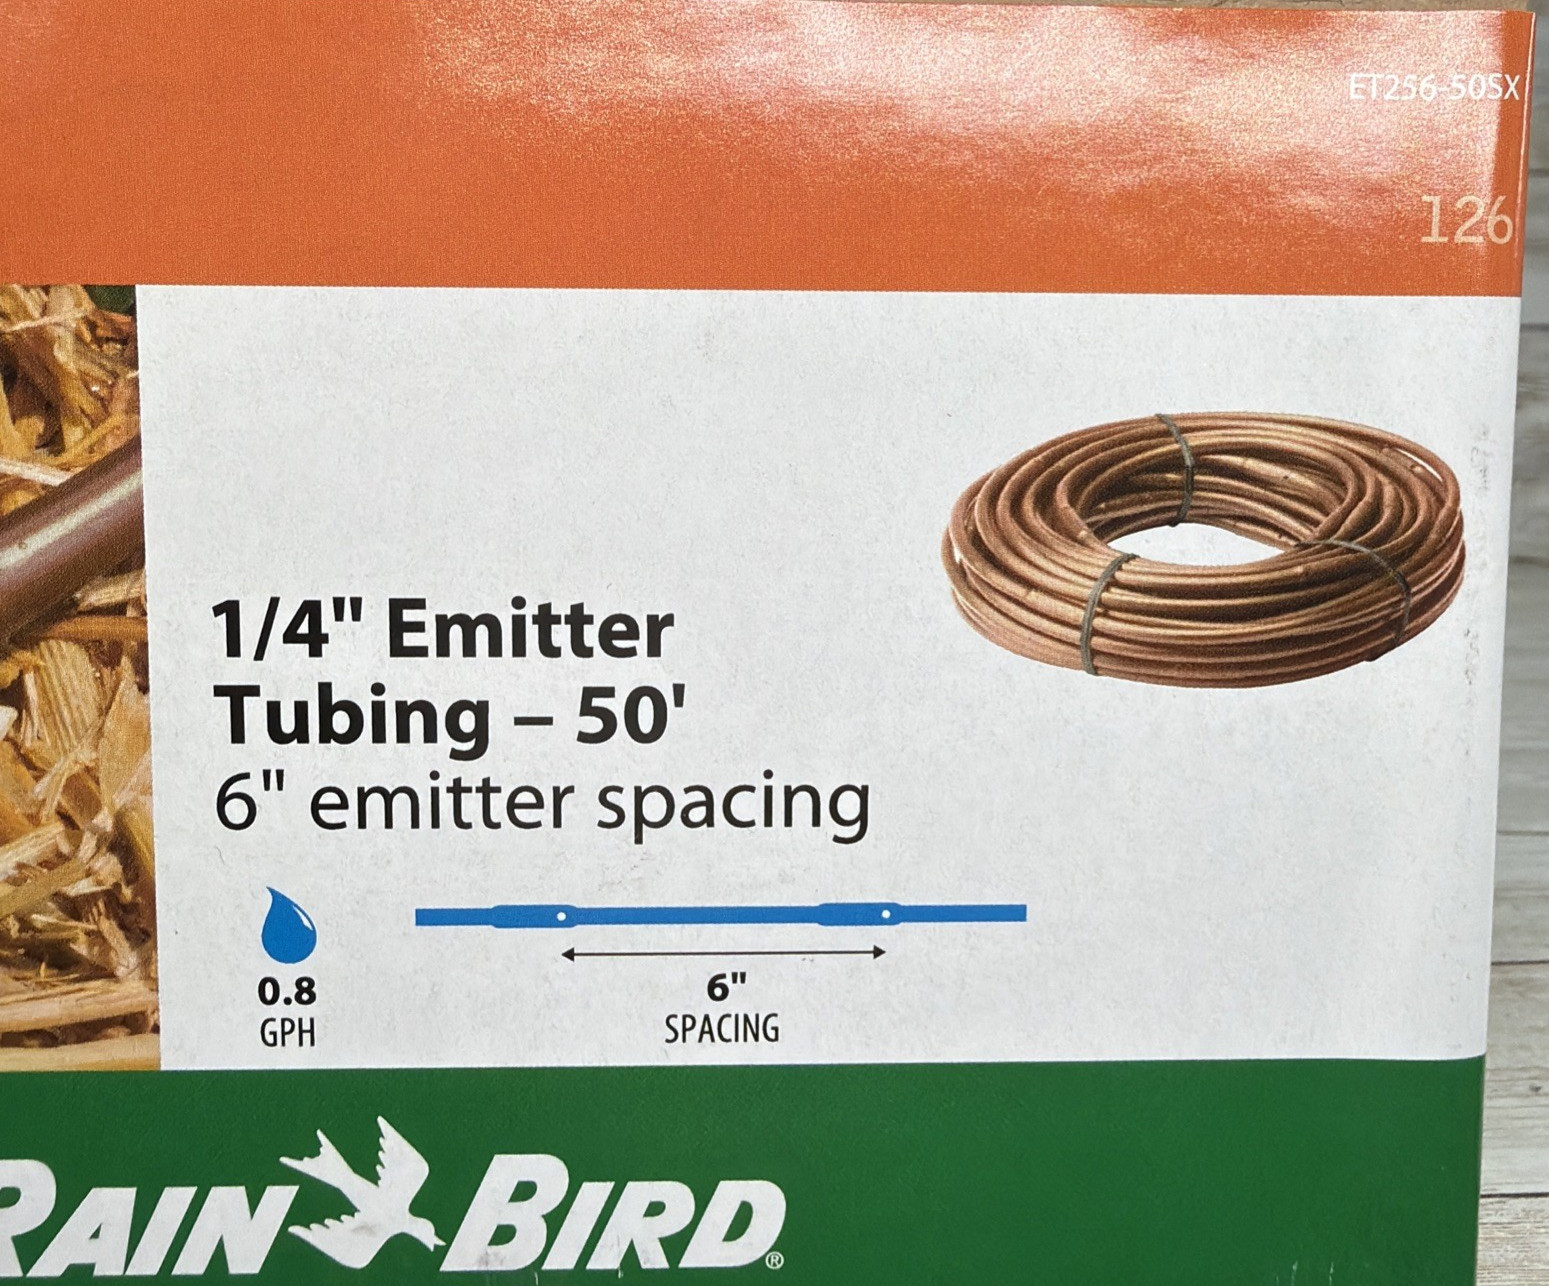 ET256-50SX
126
1/4" Emitter
Tubing – 50'
6" emitter spacing
0.8
GPH
6"
SPACING
RAIN BIRD®